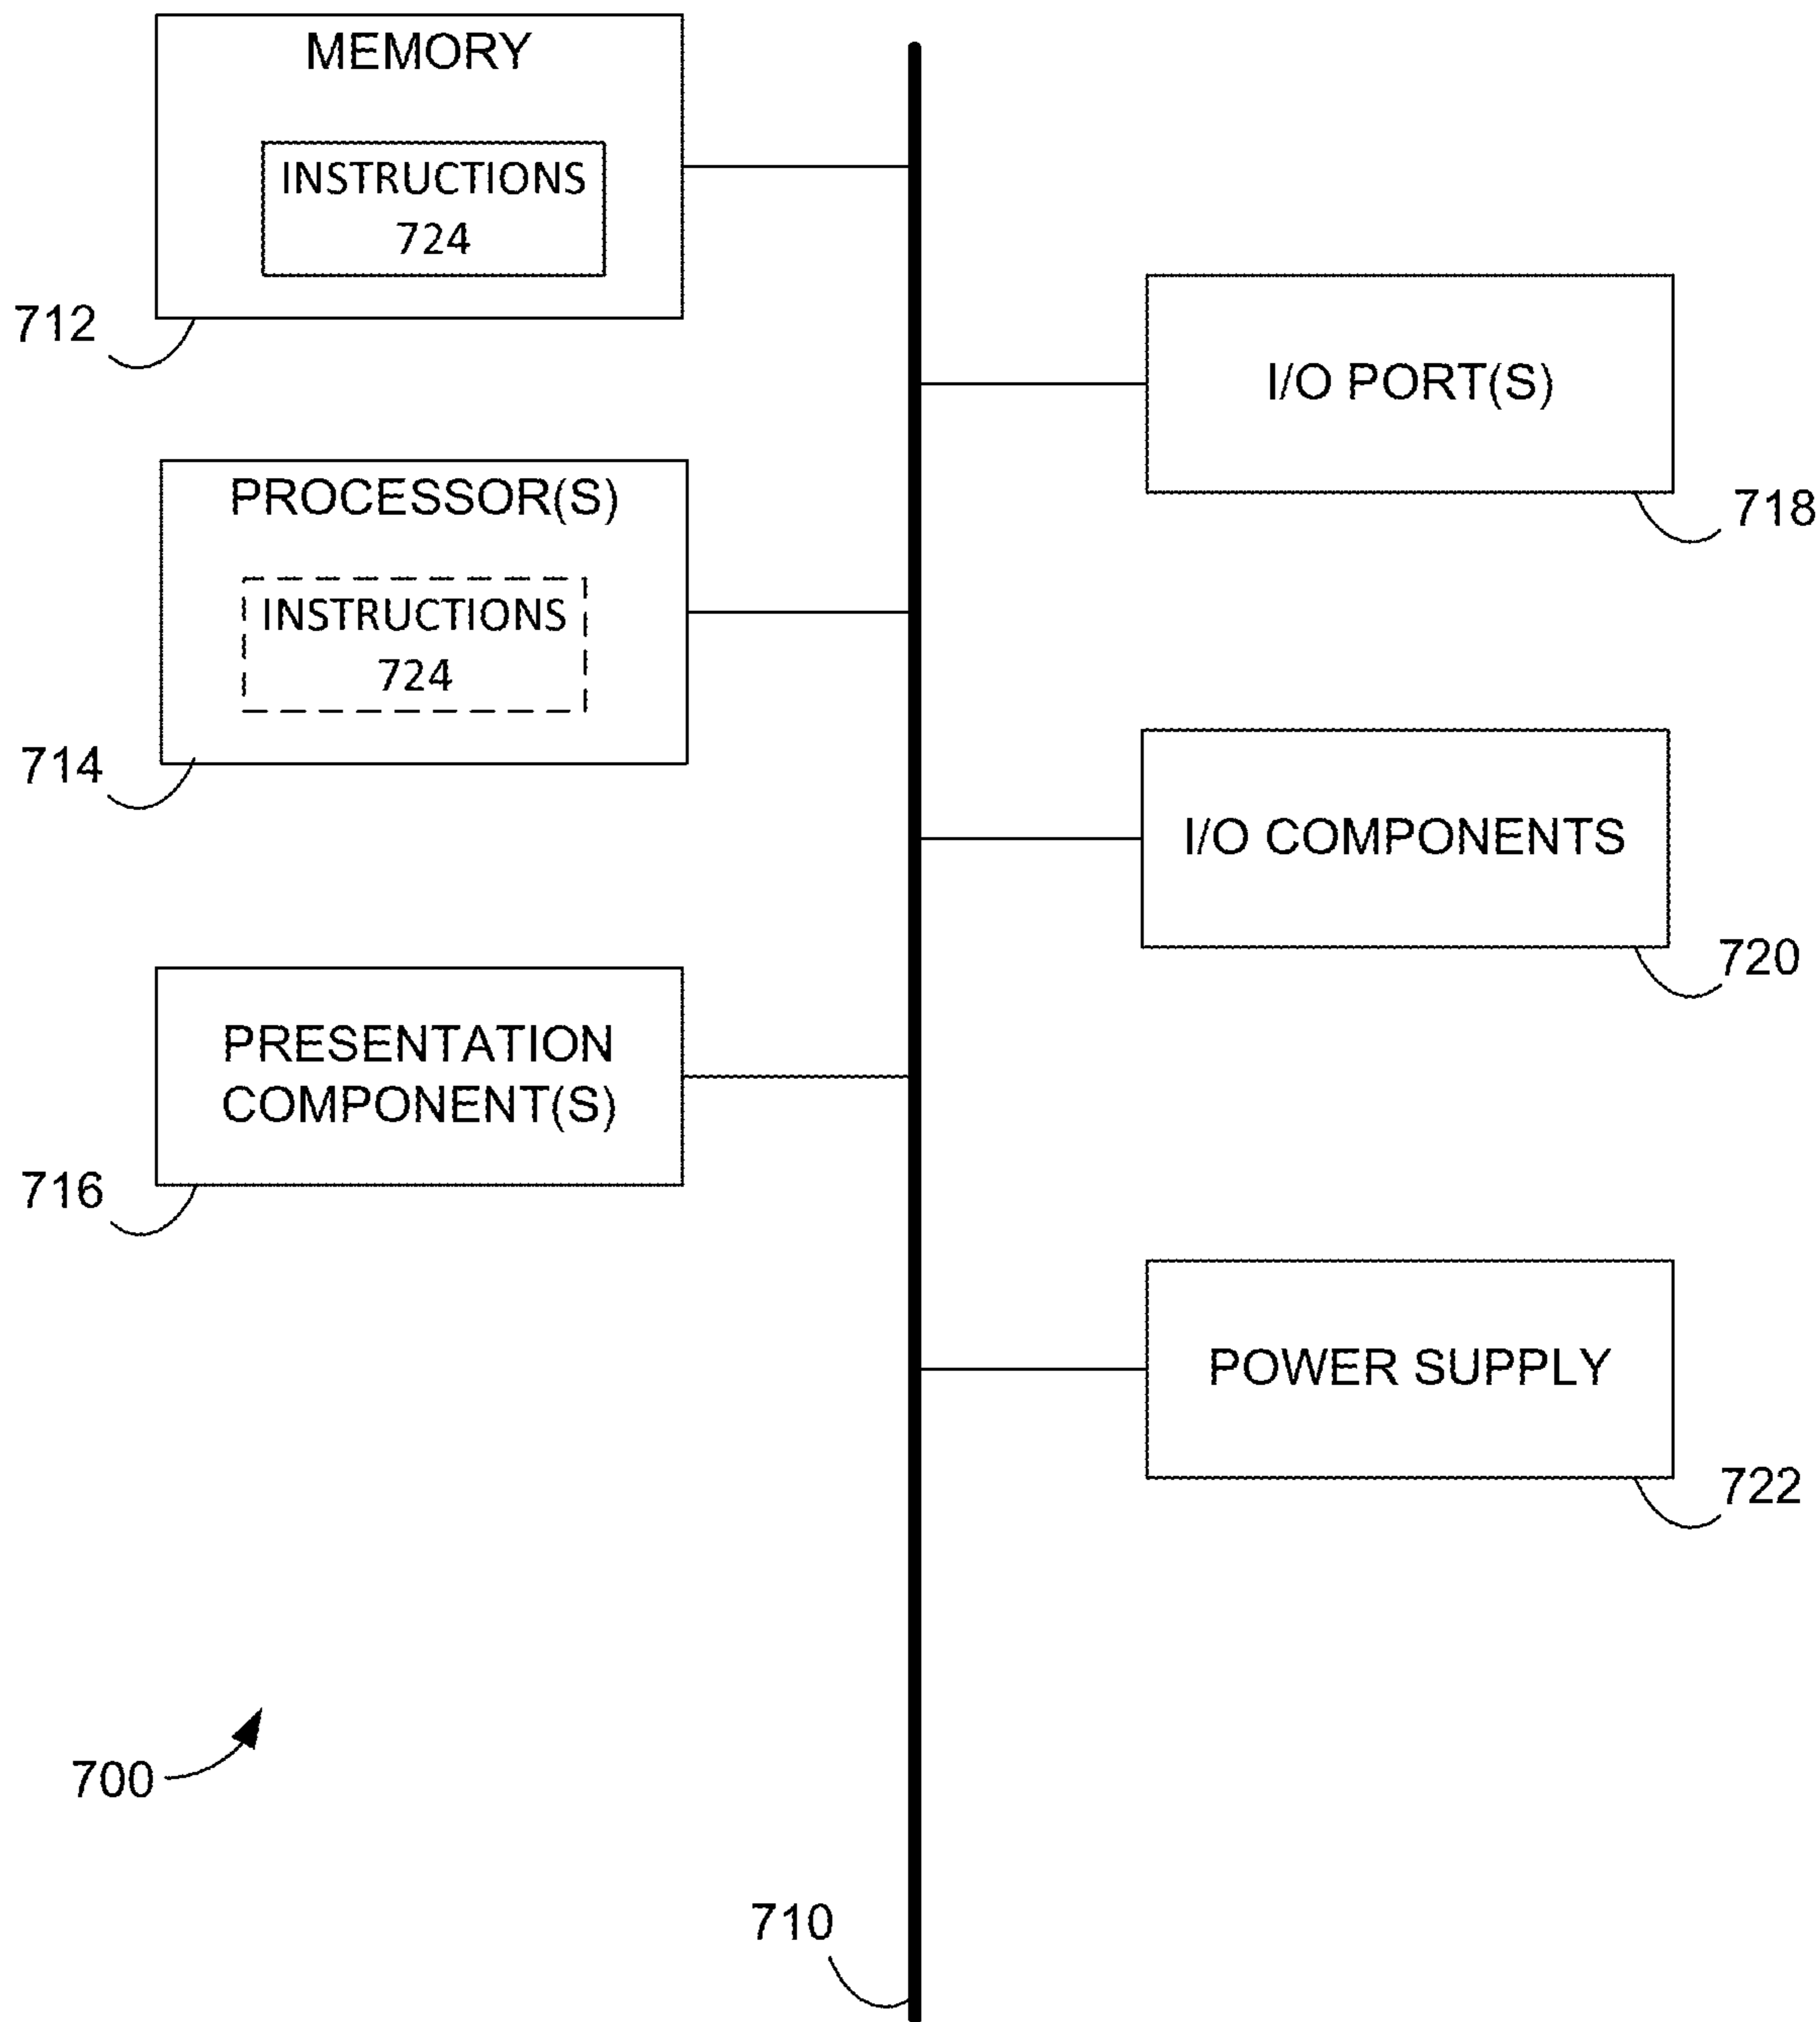 MEMORY
INSTRUCTIONS
724
712
PROCESSOR(S)
INSTRUCTIONS
724
714
PRESENTATION
COMPONENT(S)
716
I/O PORT(S)
718
I/O COMPONENTS
720
POWER SUPPLY
722
700
710